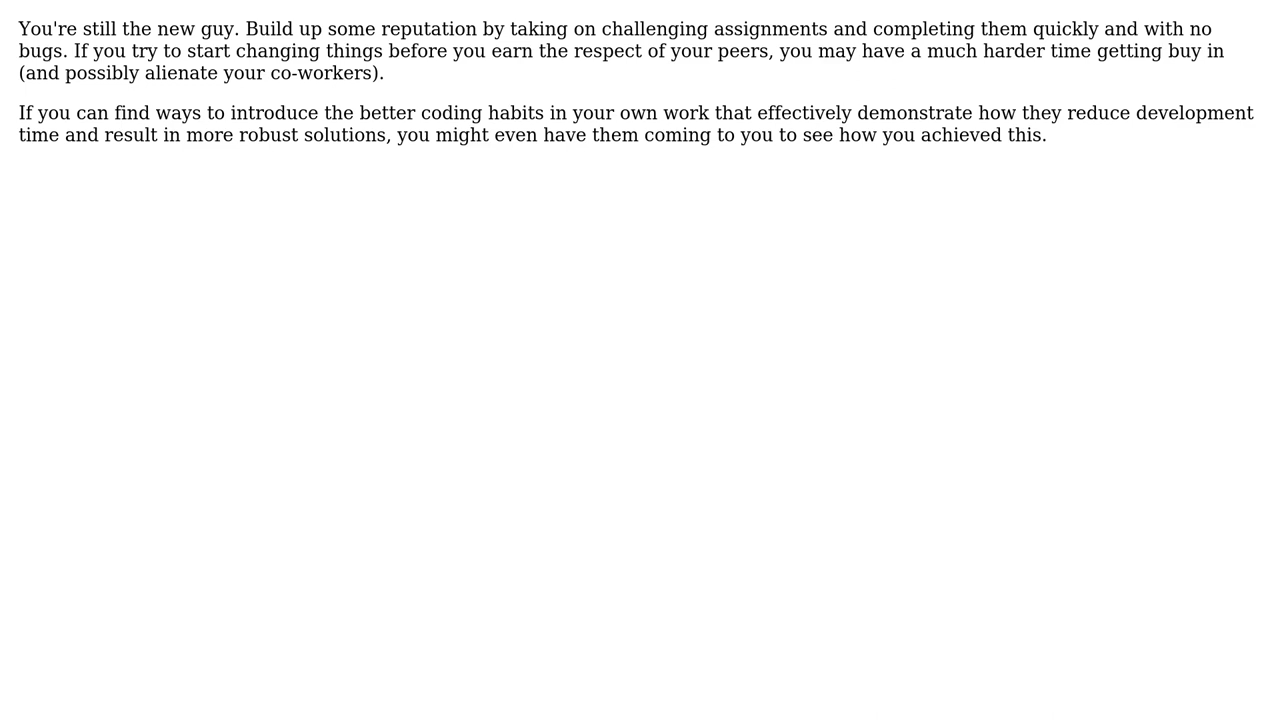 You're still the new guy. Build up some reputation by taking on challenging assignments and completing them quickly and with no
bugs. If you try to start changing things before you earn the respect of your peers, you may have a much harder time getting buy in
(and possibly alienate your co-workers).
If you can find ways to introduce the better coding habits in your own work that effectively demonstrate how they reduce development
time and result in more robust solutions, you might even have them coming to you to see how you achieved this.